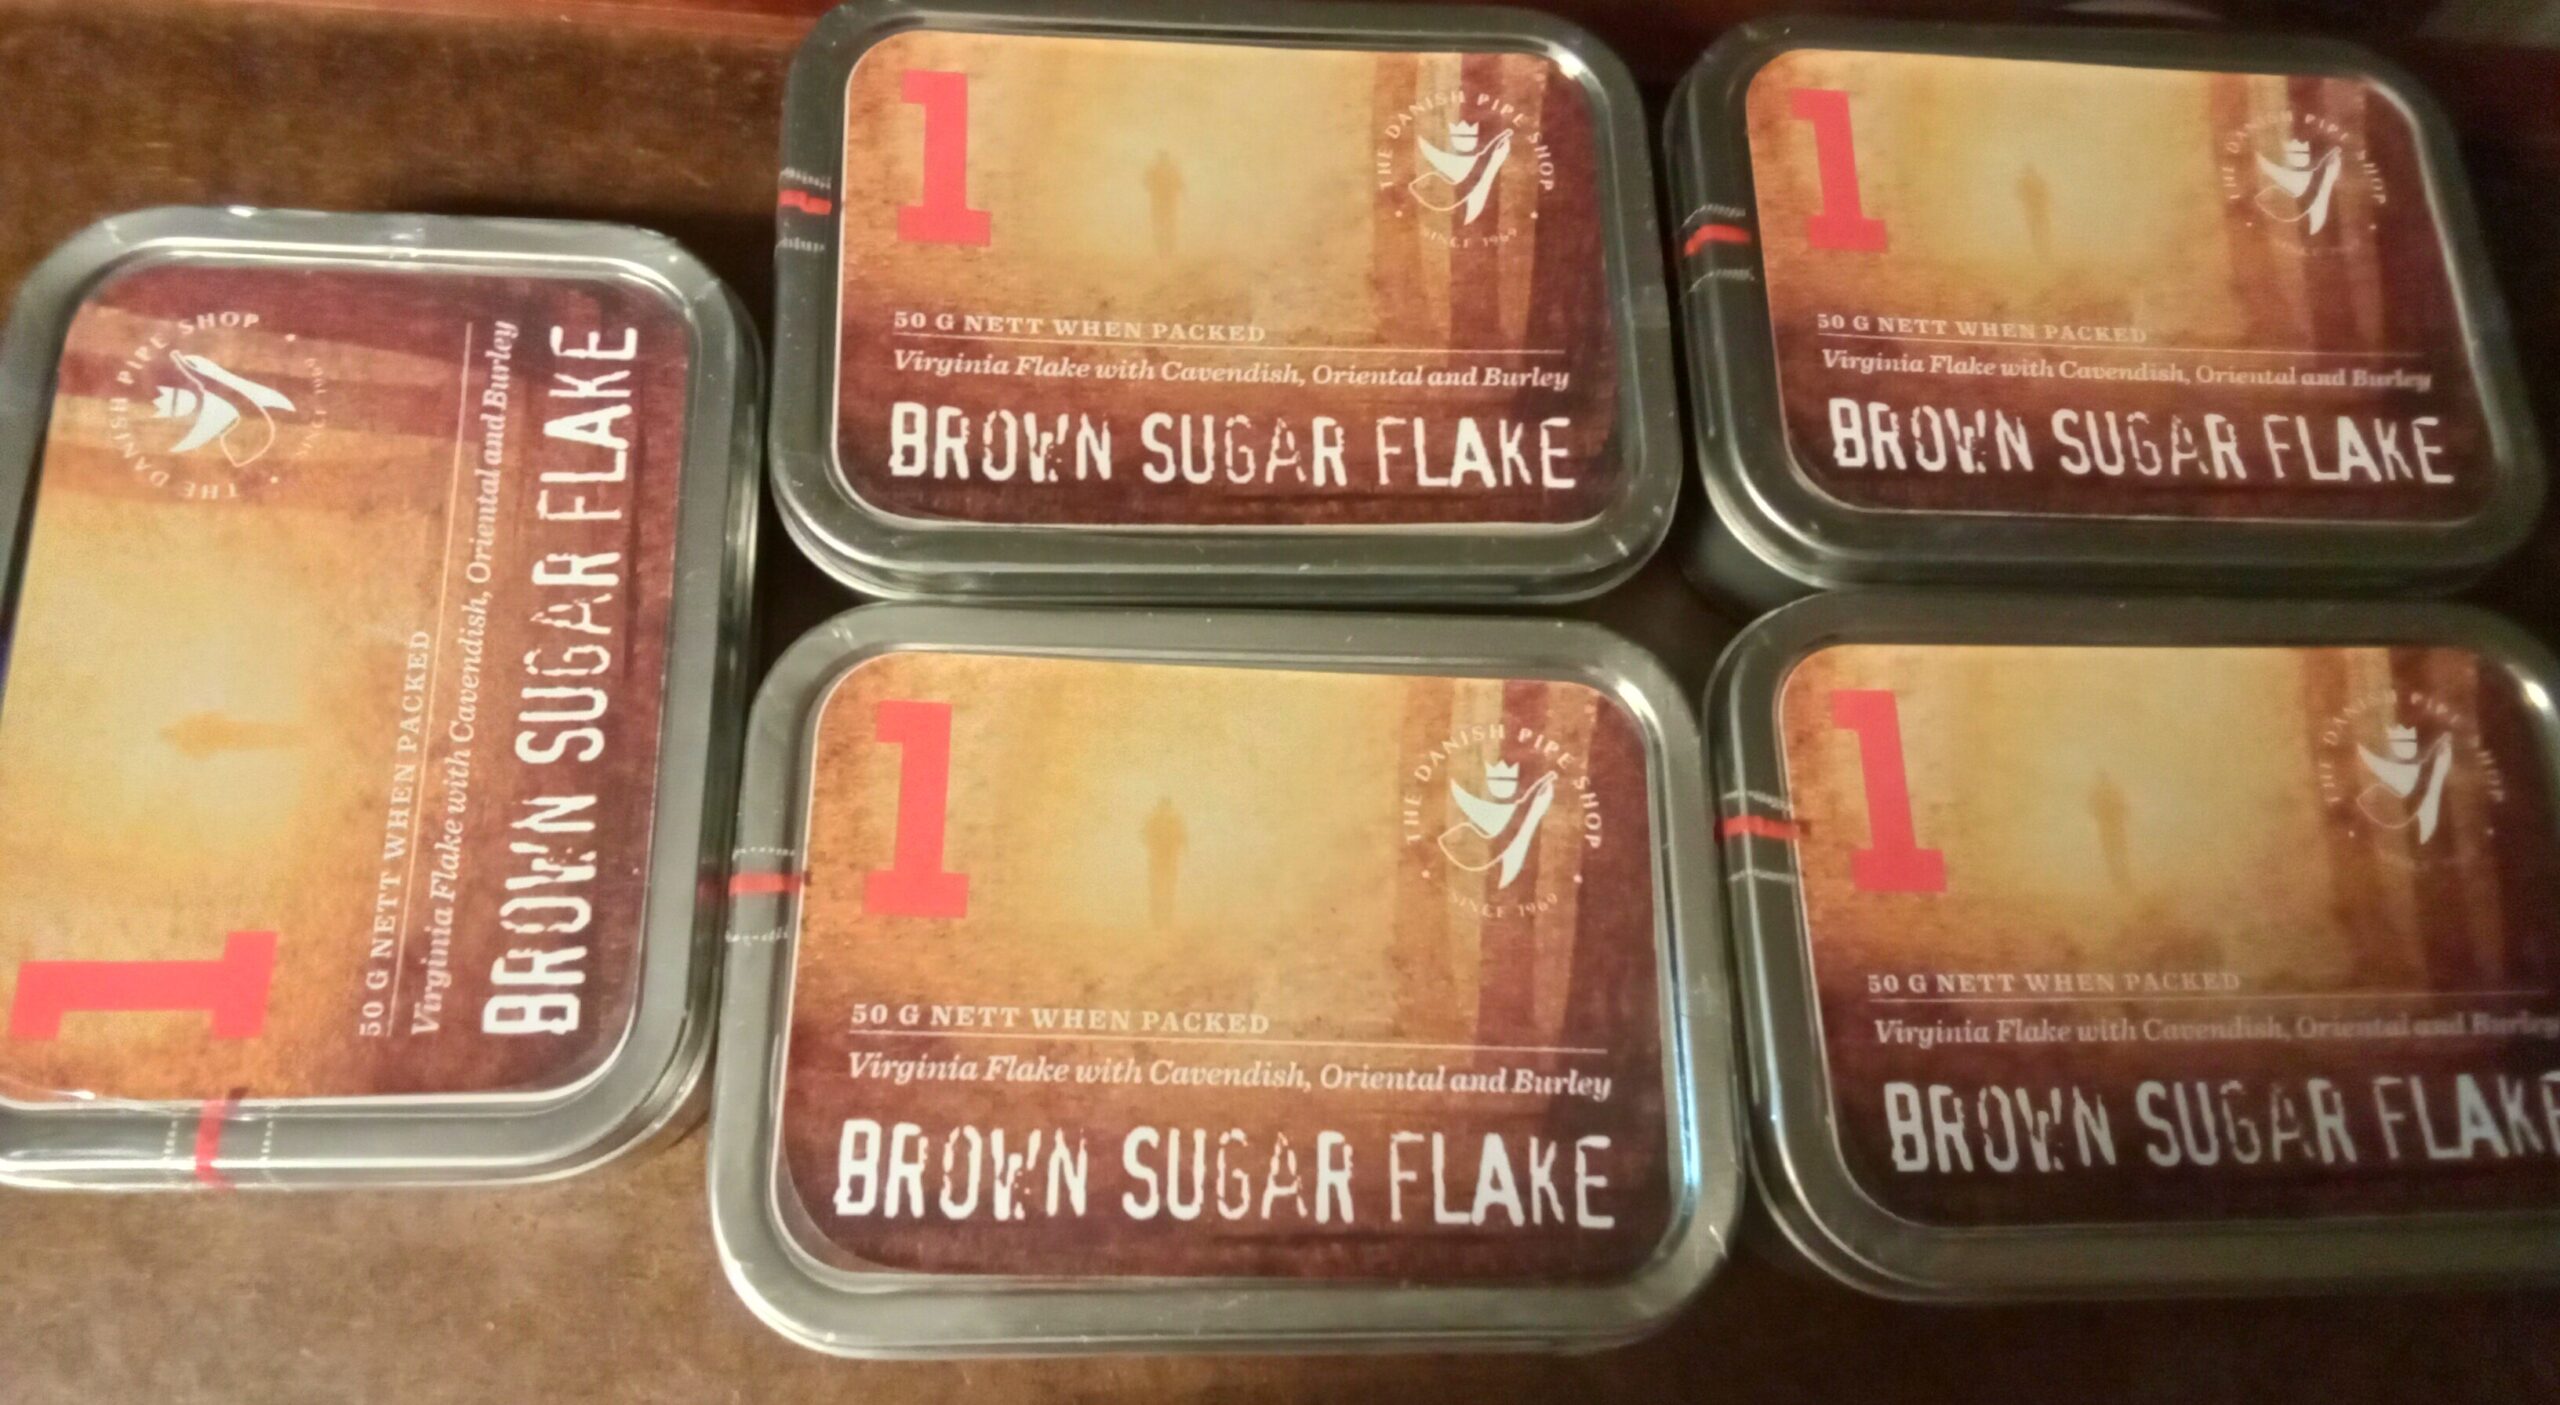 THE DANISH PIPE SHOP
SINCE 1969
1
50 G NETT WHEN PACKED
Virginia Flake with Cavendish, Oriental and Burley
BROWN SUGAR FLAKE
1
THE DANISH PIPE SHOP
SINCE 1969
50 G NETT WHEN PACKED
Virginia Flake with Cavendish, Oriental and Burley
BROWN SUGAR FLAKE
1
THE DANISH PIPE SHOP
50 G NETT WHEN PACKED
Virginia Flake with Cavendish, Oriental and Burley
BROWN SUGAR FLAKE
1
THE DANISH PIPE SHOP
SINCE 1969
50 G NETT WHEN PACKED
Virginia Flake with Cavendish, Oriental and Burley
BROWN SUGAR FLAKE
1
THE DANISH PIPE SHOP
50 G NETT WHEN PACKED
Virginia Flake with Cavendish, Oriental and Burley
BROWN SUGAR FLAKE